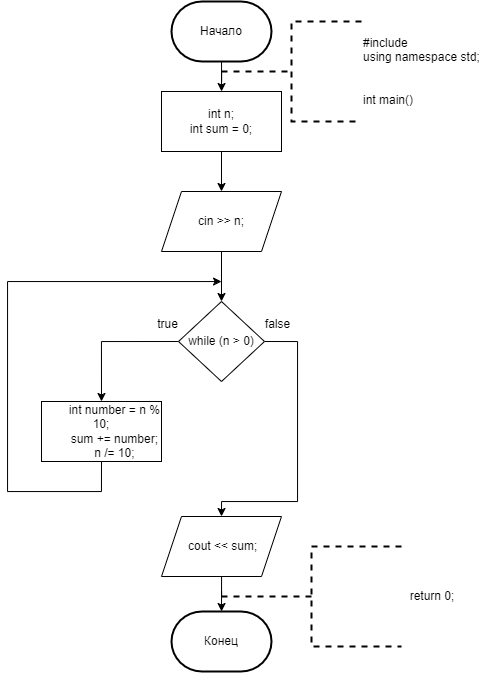 Начало
#include
using namespace std;
int main()
int n;
int sum = 0;
cin >> n;
true
false
while (n > 0)
int number = n %
10;
sum += number;
n /= 10;
cout << sum;
return 0;
Конец